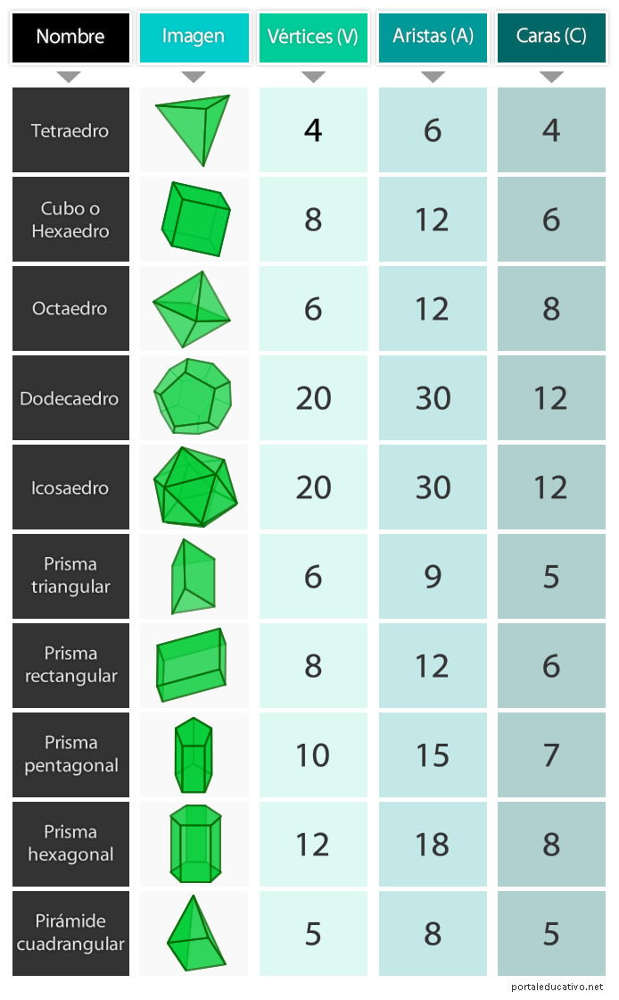 Nombre Imagen Vértices (V) Aristas (A) Caras (C)
Tetraedro 4 6 4
Cubo o
Hexaedro 8 12 6
Octaedro 6 12 8
Dodecaedro 20 30 12
Icosaedro 20 30 12
Prisma
triangular 6 9 5
Prisma
rectangular 8 12 6
Prisma
pentagonal 10 15 7
Prisma
hexagonal 12 18 8
Pirámide
cuadrangular 5 8 5
portaleducativo.net